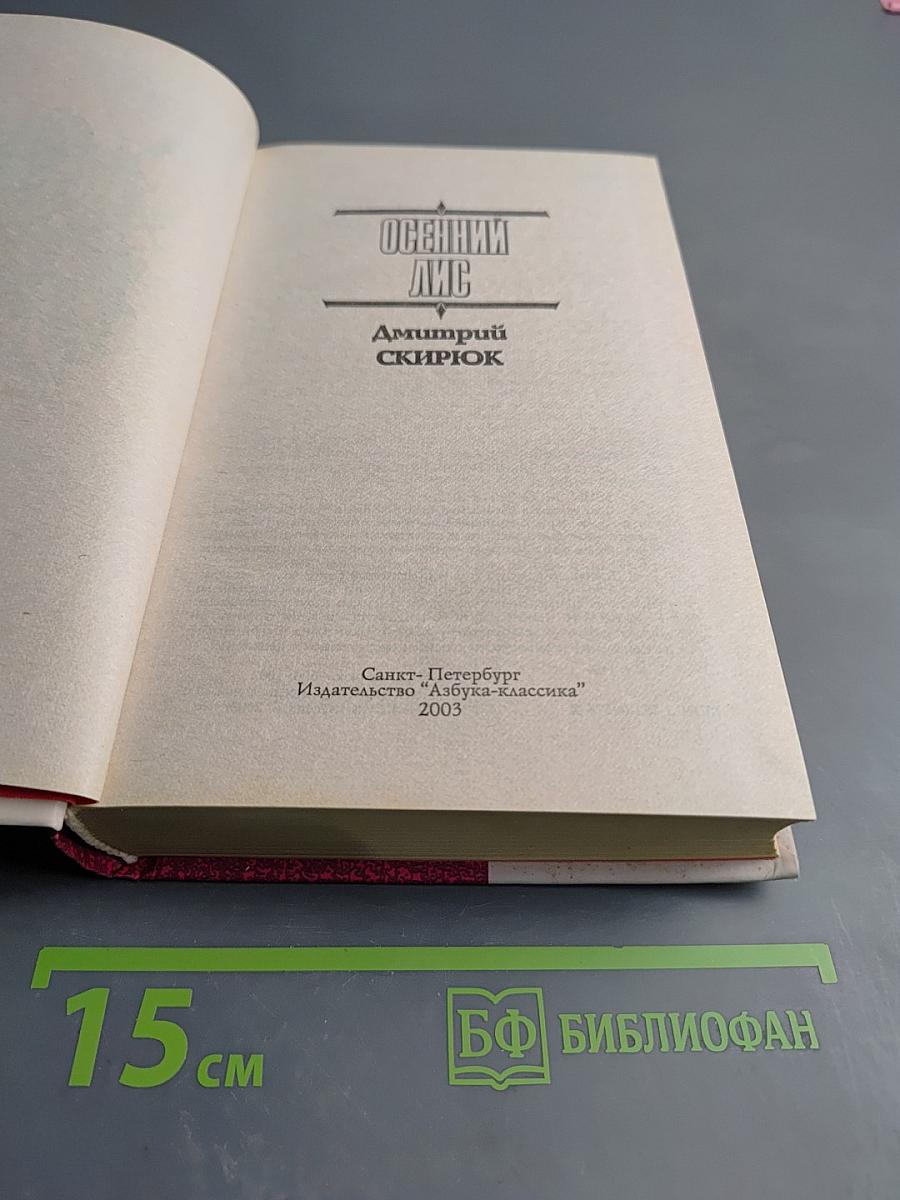 ОСЕННИЙ
ЛИС
Дмитрий
СКИРЮК
Санкт- Петербург
Издательство "Азбука-классика"
2003
15 см
БФ БИБЛИОФАН